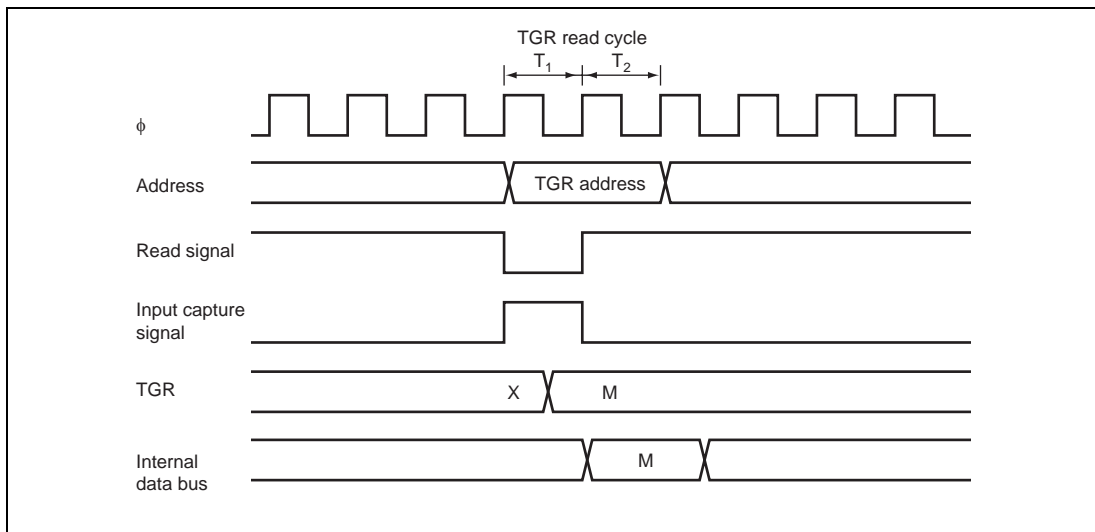 TGR read cycle
T1 T2
ϕ
Address
TGR address
Read signal
Input capture
signal
TGR
X M
Internal
data bus
M